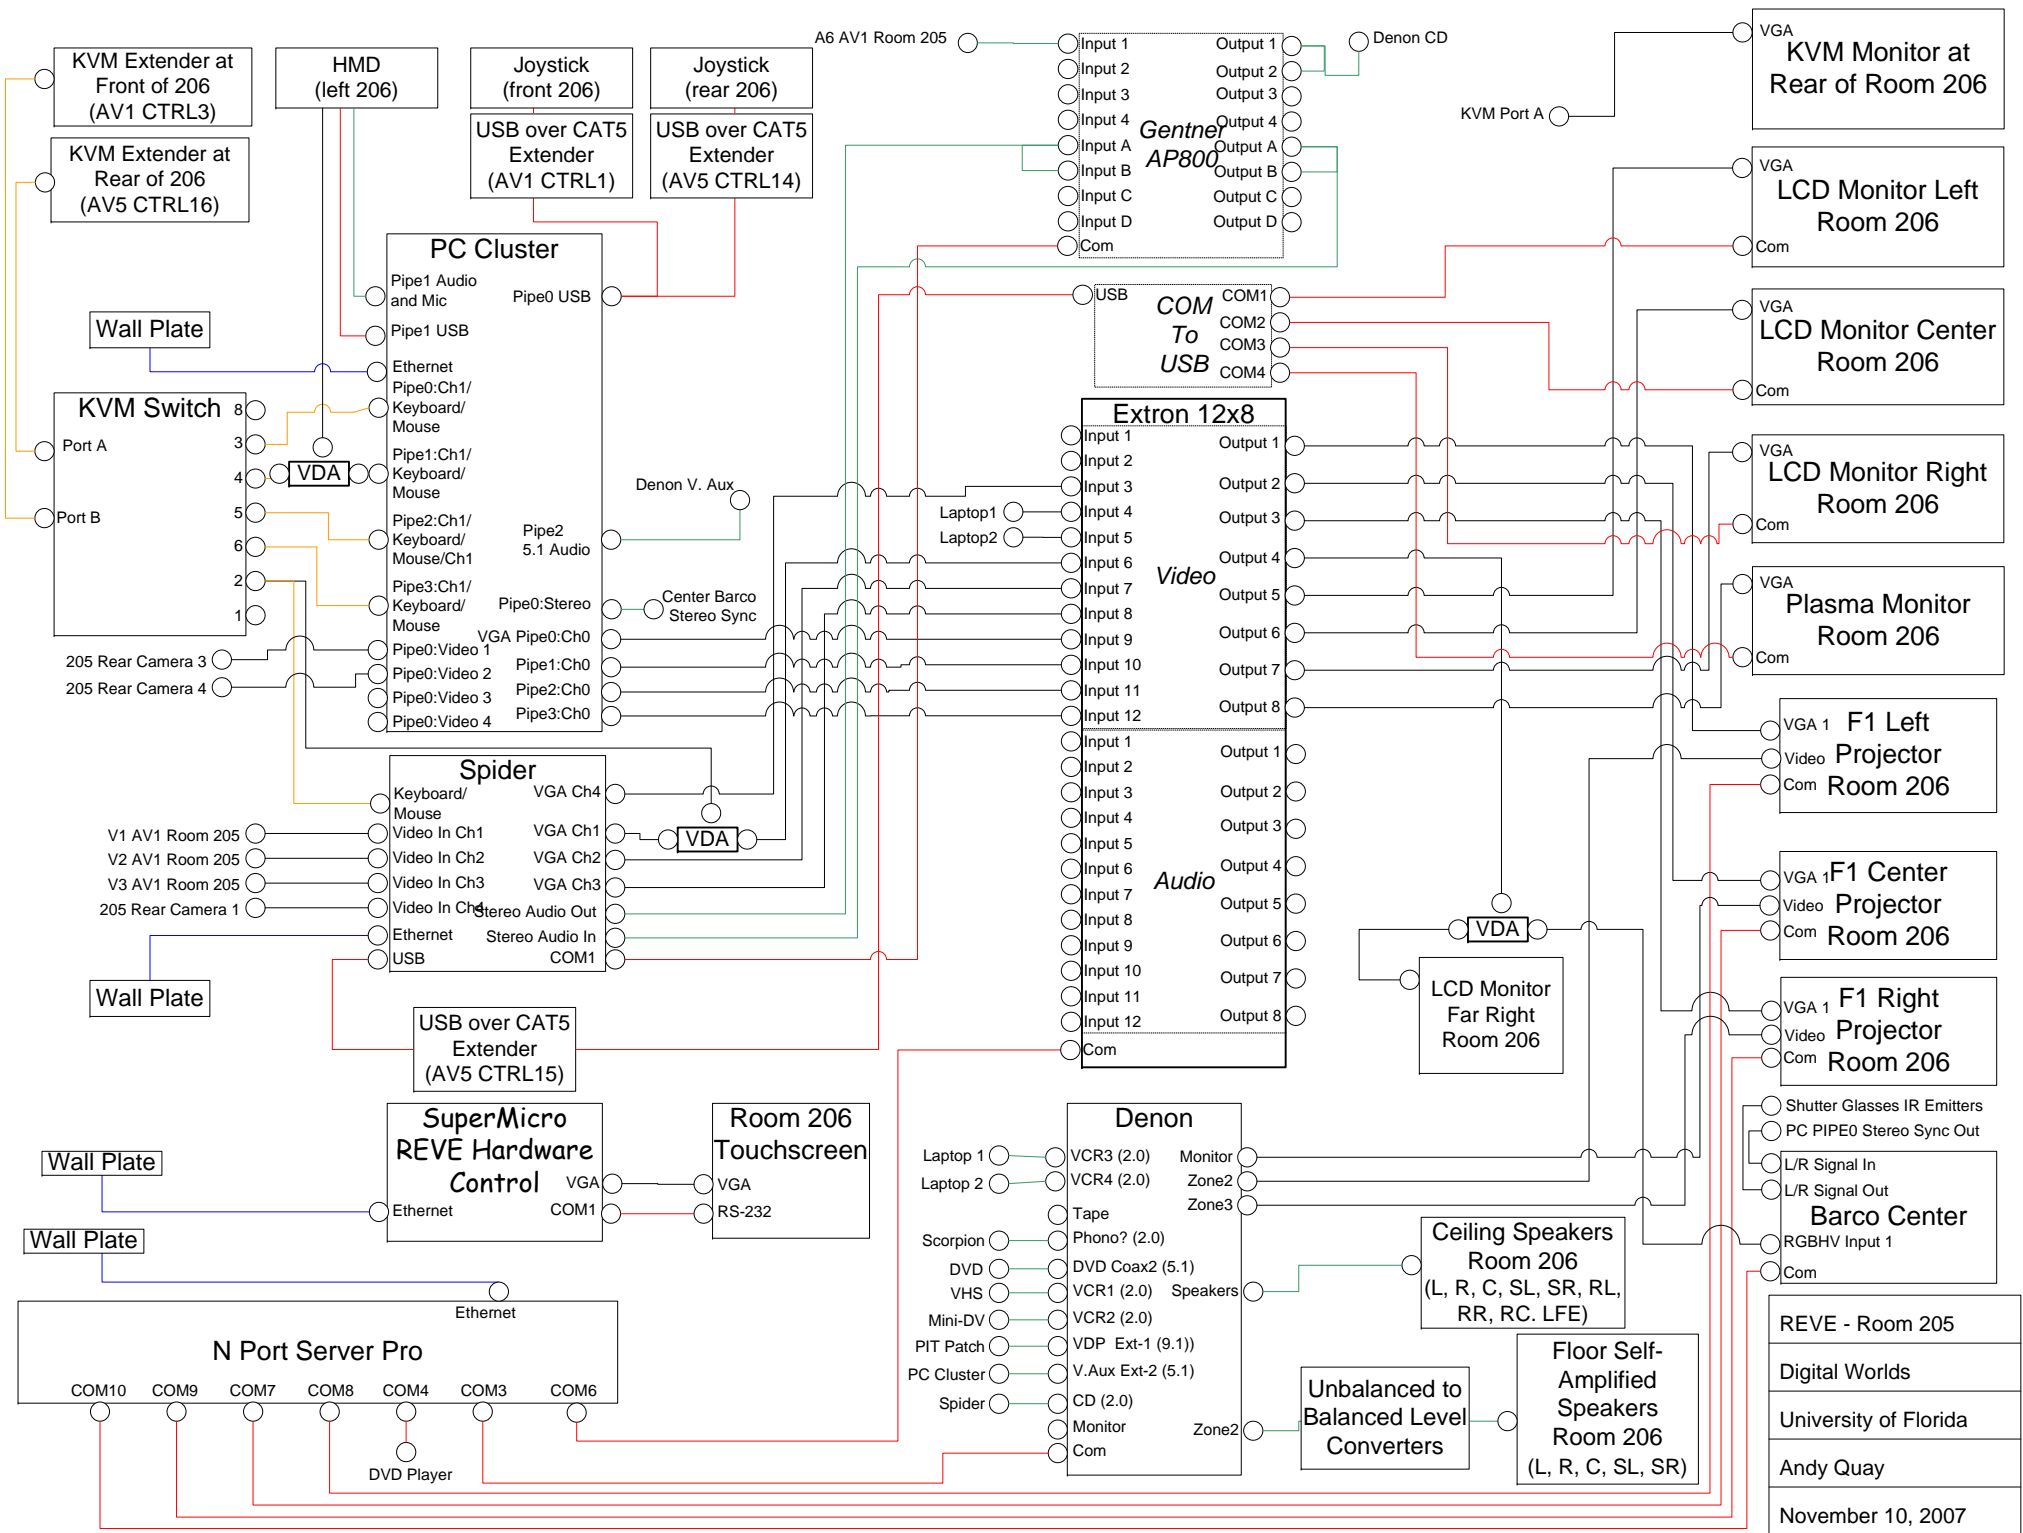 KVM Extender at
Front of 206
(AV1 CTRL3)
KVM Extender at
Rear of 206
(AV5 CTRL16)
HMD
(left 206)
Joystick
(front 206)
USB over CAT5
Extender
(AV1 CTRL1)
Joystick
(rear 206)
USB over CAT5
Extender
(AV5 CTRL14)
Wall Plate
KVM Switch
Port A
Port B
8
3
4
5
6
2
1
VDA
PC Cluster
Pipe1 Audio
and Mic
Pipe1 USB
Ethernet
Pipe0:Ch1/
Keyboard/
Mouse
Pipe1:Ch1/
Keyboard/
Mouse
Pipe2:Ch1/
Keyboard/
Mouse/Ch1
Pipe3:Ch1/
Keyboard/
Mouse
Pipe0:Video 1
Pipe0:Video 2
Pipe0:Video 3
Pipe0:Video 4
Pipe0 USB
Pipe2
5.1 Audio
Pipe0:Stereo
VGA Pipe0:Ch0
Pipe1:Ch0
Pipe2:Ch0
Pipe3:Ch0
Denon V. Aux
Center Barco
Stereo Sync
205 Rear Camera 3
205 Rear Camera 4
Spider
Keyboard/
Mouse
Video In Ch1
Video In Ch2
Video In Ch3
Video In Ch4
Ethernet
USB
VGA Ch4
VGA Ch1
VGA Ch2
VGA Ch3
Stereo Audio Out
Stereo Audio In
COM1
VDA
V1 AV1 Room 205
V2 AV1 Room 205
V3 AV1 Room 205
205 Rear Camera 1
Wall Plate
USB over CAT5
Extender
(AV5 CTRL15)
SuperMicro
REVE Hardware
Control
VGA
COM1
Ethernet
Room 206
Touchscreen
VGA
RS-232
Wall Plate
Wall Plate
Ethernet
N Port Server Pro
COM10
COM9
COM7
COM8
COM4
COM3
COM6
DVD Player
A6 AV1 Room 205
Denon CD
Gentner
AP800
Input 1
Input 2
Input 3
Input 4
Input A
Input B
Input C
Input D
Com
Output 1
Output 2
Output 3
Output 4
Output A
Output B
Output C
Output D
USB
COM
To
USB
COM1
COM2
COM3
COM4
Extron 12x8
Input 1
Input 2
Input 3
Input 4
Input 5
Input 6
Input 7
Input 8
Input 9
Input 10
Input 11
Input 12
Video
Output 1
Output 2
Output 3
Output 4
Output 5
Output 6
Output 7
Output 8
Laptop1
Laptop2
Input 1
Input 2
Input 3
Input 4
Input 5
Input 6
Input 7
Input 8
Input 9
Input 10
Input 11
Input 12
Com
Audio
Output 1
Output 2
Output 3
Output 4
Output 5
Output 6
Output 7
Output 8
VDA
LCD Monitor
Far Right
Room 206
Denon
Laptop 1
Laptop 2
Scorpion
DVD
VHS
Mini-DV
PIT Patch
PC Cluster
Spider
VCR3 (2.0)
VCR4 (2.0)
Tape
Phono? (2.0)
DVD Coax2 (5.1)
VCR1 (2.0)
VCR2 (2.0)
VDP Ext-1 (9.1))
V.Aux Ext-2 (5.1)
CD (2.0)
Monitor
Com
Monitor
Zone2
Zone3
Speakers
Zone2
Ceiling Speakers
Room 206
(L, R, C, SL, SR, RL,
RR, RC. LFE)
Unbalanced to
Balanced Level
Converters
Floor Self-
Amplified
Speakers
Room 206
(L, R, C, SL, SR)
KVM Port A
VGA
KVM Monitor at
Rear of Room 206
VGA
LCD Monitor Left
Room 206
Com
VGA
LCD Monitor Center
Room 206
Com
VGA
LCD Monitor Right
Room 206
Com
VGA
Plasma Monitor
Room 206
Com
VGA 1
Video
Com
F1 Left
Projector
Room 206
VGA 1
Video
Com
F1 Center
Projector
Room 206
VGA 1
Video
Com
F1 Right
Projector
Room 206
Shutter Glasses IR Emitters
PC PIPE0 Stereo Sync Out
L/R Signal In
L/R Signal Out
Barco Center
RGBHV Input 1
Com
REVE - Room 205
Digital Worlds
University of Florida
Andy Quay
November 10, 2007